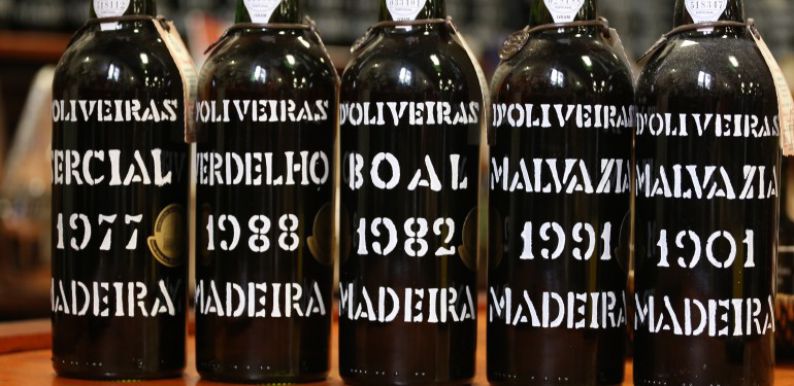 D'OLIVEIRAS
SERCIAL
1977
MADEIRA
D'OLIVEIRAS
VERDELHO
1988
MADEIRA
D'OLIVEIRAS
BOAL
1982
MADEIRA
D'OLIVEIRAS
MALVAZIA
1991
MADEIRA
D'OLIVEIRAS
MALVAZIA
1901
MADEIRA